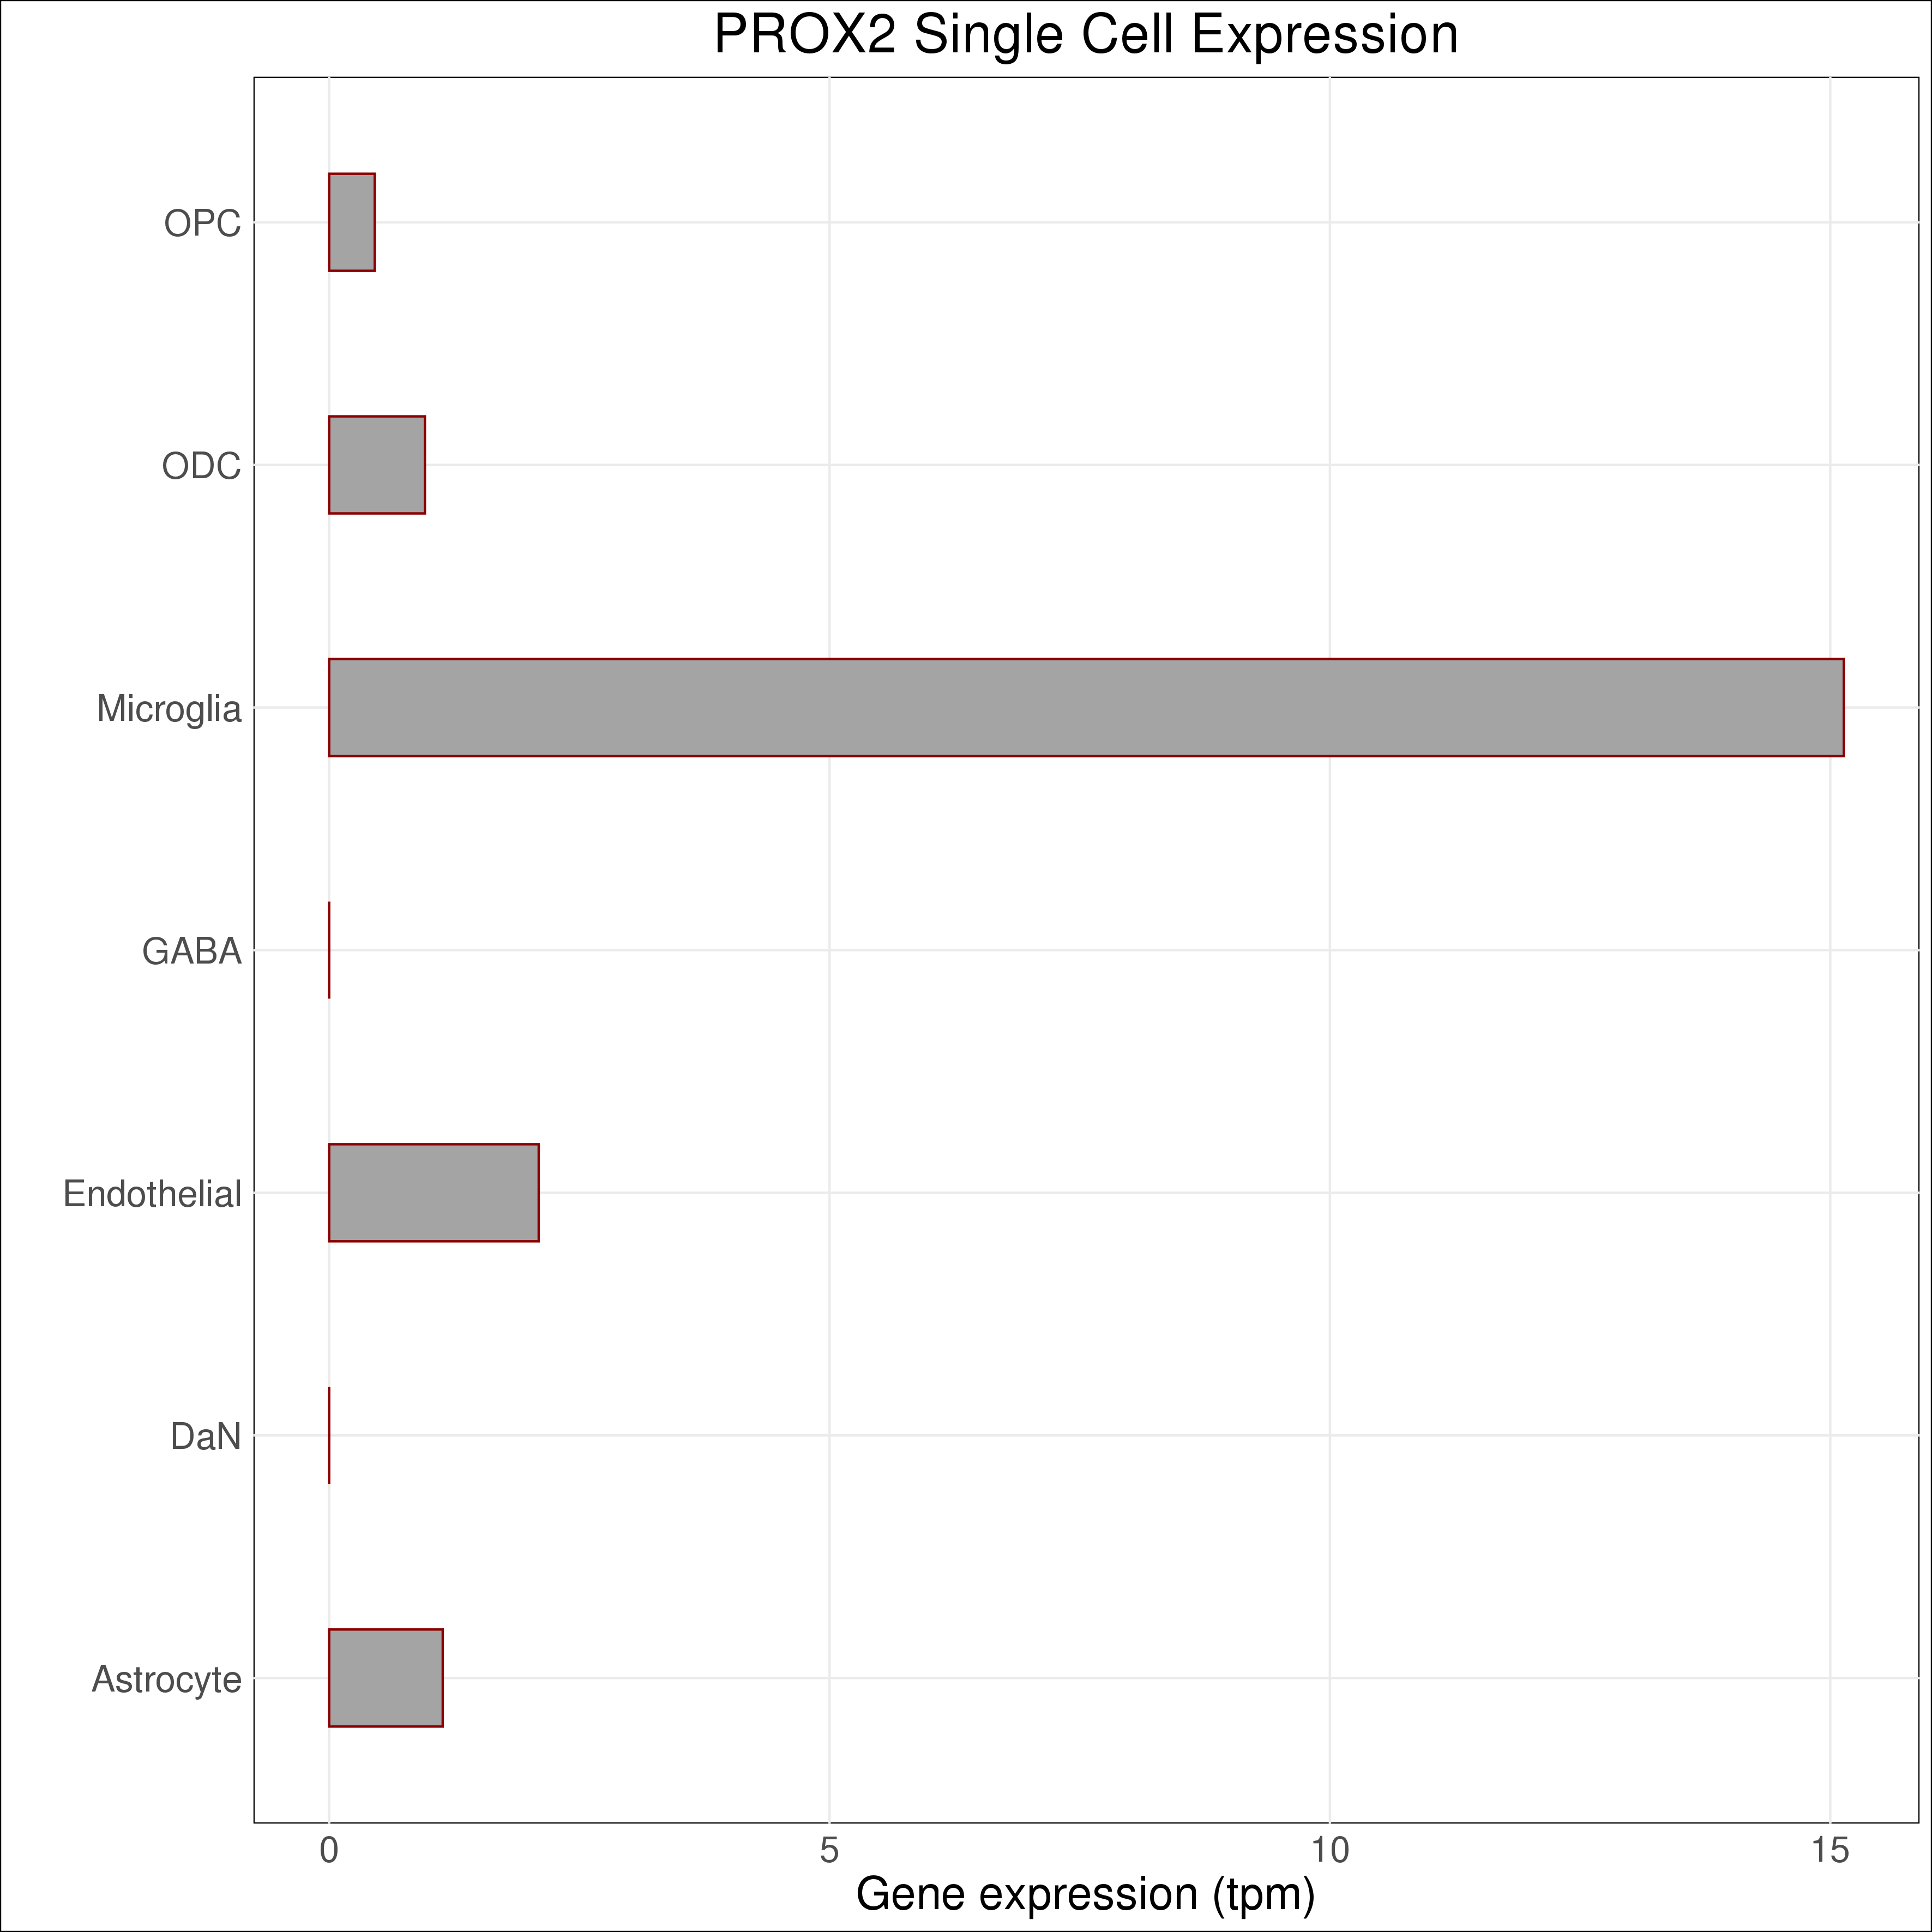 PROX2 Single Cell Expression
OPC
ODC
Microglia
GABA
Endothelial
DaN
Astrocyte
0 5 10 15
Gene expression (tpm)